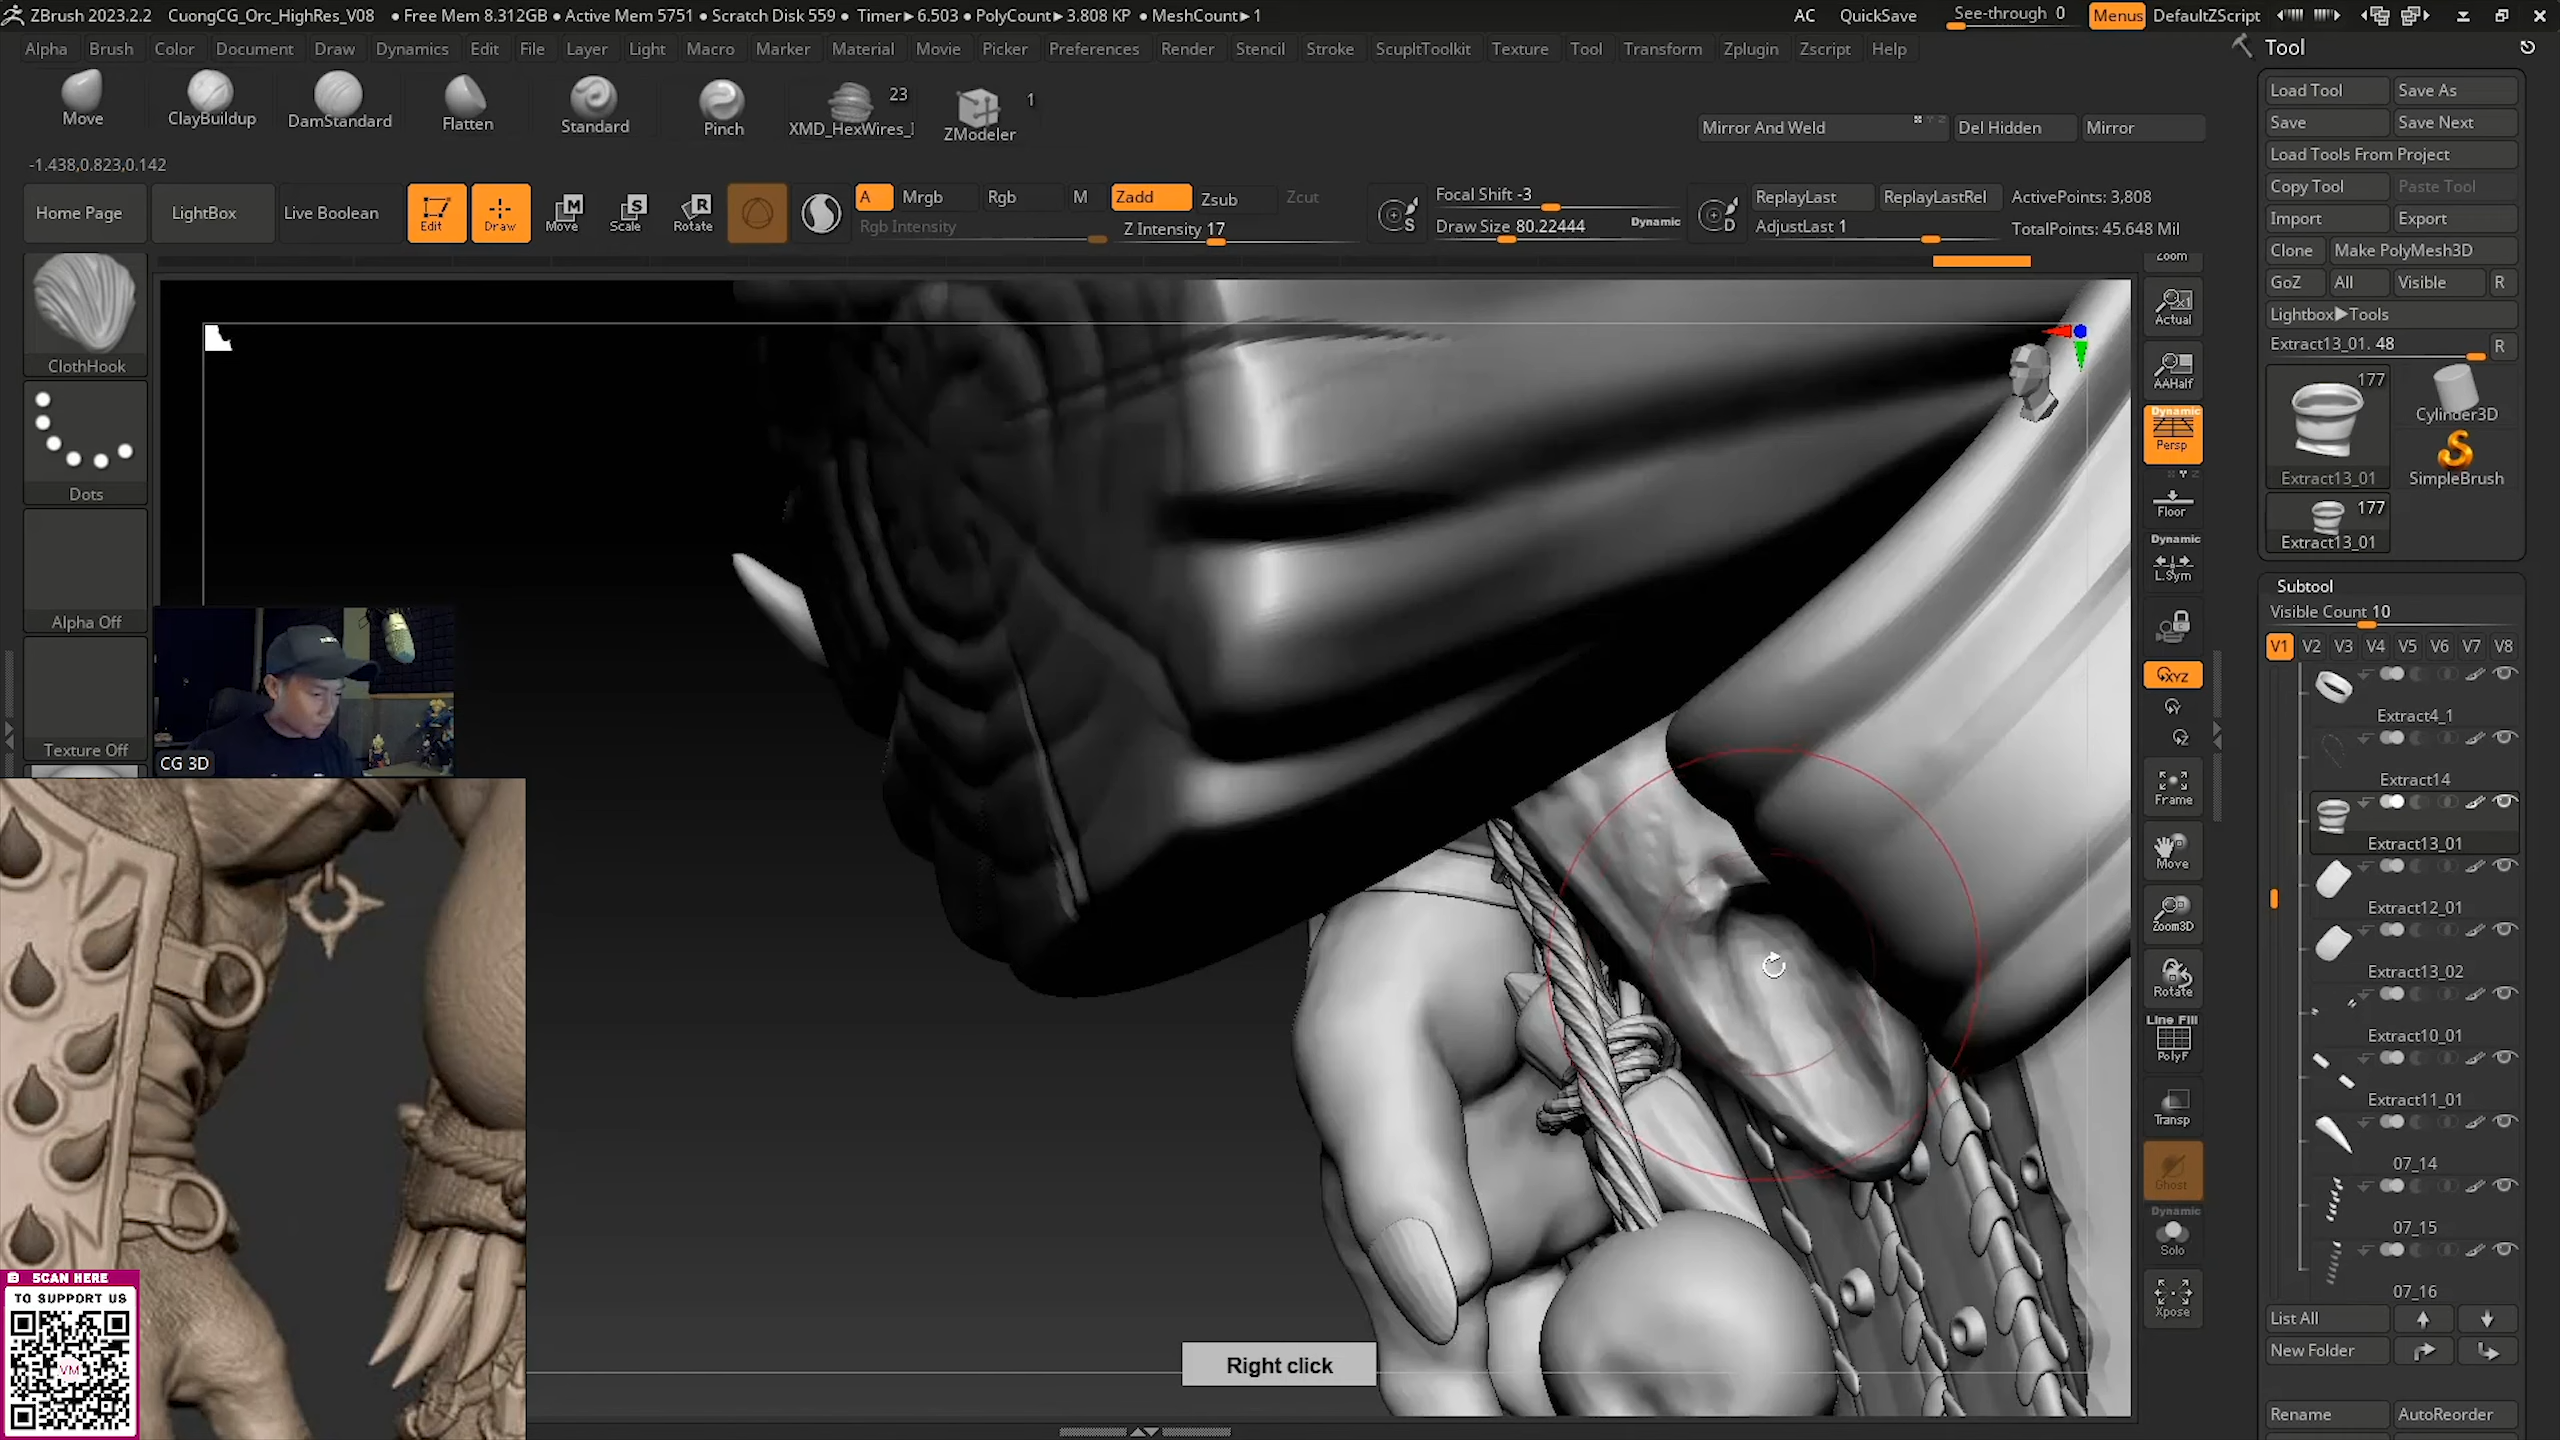 ZBrush 2023.2.2 CuongCG_Orc_HighRes_V08 • Free Mem 8.312GB • Active Mem 5751 • Scratch Disk 559 • Timer▸6.503 • PolyCount▸3.808 KP • MeshCount▸1
AC QuickSave See-through 0 Menus DefaultZScript
Alpha Brush Color Document Draw Dynamics Edit File Layer Light Macro Marker Material Movie Picker Preferences Render Stencil Stroke ScupltToolkit Texture Tool Transform Zplugin Zscript Help
Move ClayBuildup DamStandard Flatten Standard Pinch XMD_HexWires_ 23 ZModeler 1
Mirror And Weld Del Hidden Mirror
-1.438,0.823,0.142
Home Page LightBox Live Boolean Edit Draw Move Scale Rotate
A Mrgb Rgb M Zadd Zsub Zcut
Rgb Intensity Z Intensity 17
Focal Shift -3
Draw Size 80.22444 Dynamic
ReplayLast ReplayLastRel ActivePoints: 3,808
AdjustLast 1 TotalPoints: 45.648 Mil
ClothHook
Dots
Alpha Off
Texture Off
CG 3D
SCAN HERE
TO SUPPORT US
VM
Right click
Zoom
Actual
AAHalf
Dynamic
Persp
Floor
Dynamic
L.Sym
XYZ
Y
Z
Frame
Move
Zoom3D
Rotate
Line Fill
PolyF
Transp
Ghost
Dynamic
Solo
Xpose
Tool
Load Tool Save As
Save Save Next
Load Tools From Project
Copy Tool Paste Tool
Import Export
Clone Make PolyMesh3D
GoZ All Visible R
Lightbox▸Tools
Extract13_01. 48 R
177
Extract13_01
Cylinder3D
SimpleBrush
177
Extract13_01
Subtool
Visible Count 10
V1 V2 V3 V4 V5 V6 V7 V8
Extract4_1
Extract14
Extract13_01
Extract12_01
Extract13_02
Extract10_01
Extract11_01
07_14
07_15
07_16
List All
New Folder
Rename AutoReorder